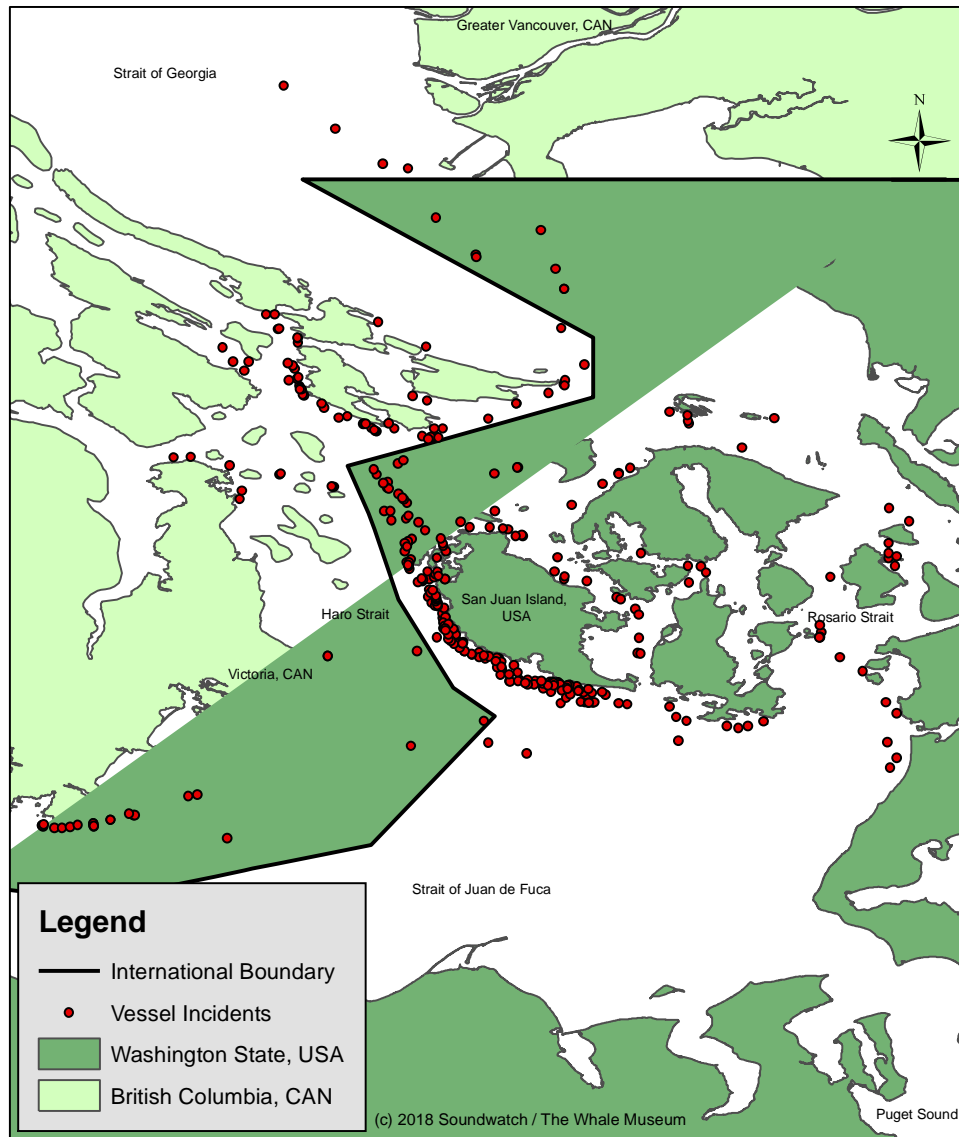 Greater Vancouver, CAN
Strait of Georgia
N
San Juan Island,
USA
Haro Strait
Rosario Strait
Victoria, CAN
Strait of Juan de Fuca
Legend
International Boundary
Vessel Incidents
Washington State, USA
British Columbia, CAN
(c) 2018 Soundwatch / The Whale Museum
Puget Sound